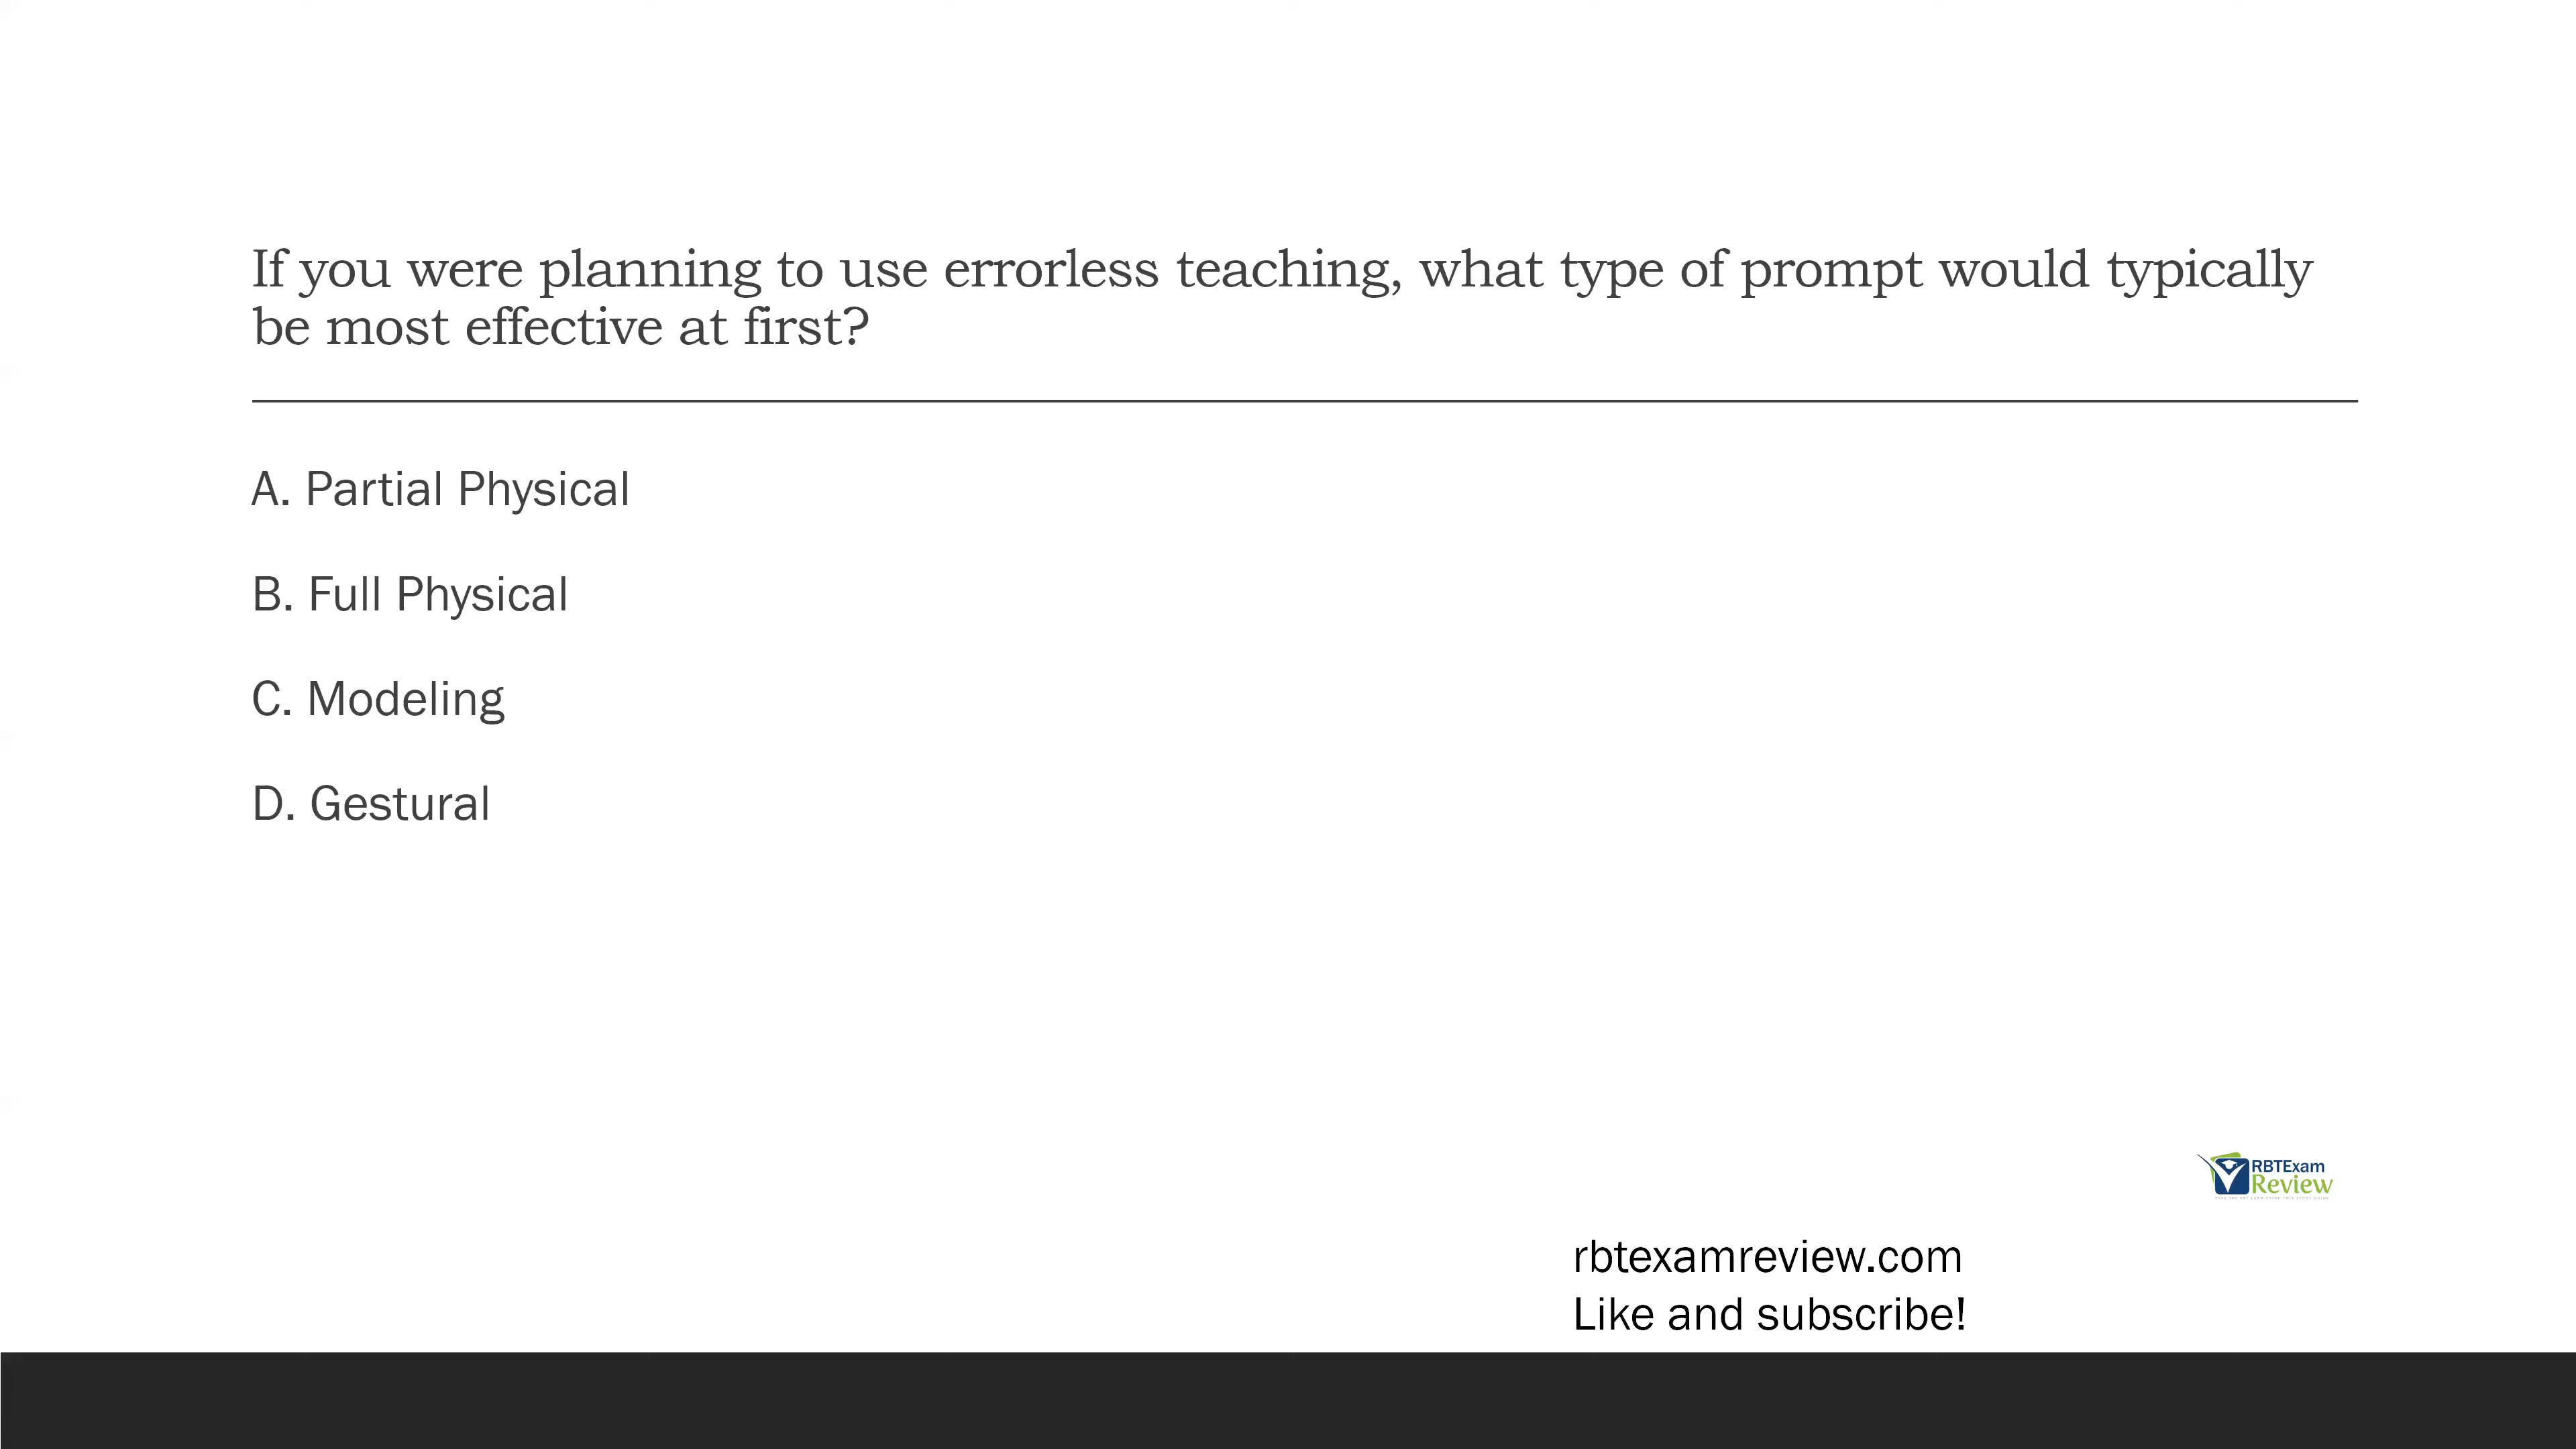 If you were planning to use errorless teaching, what type of prompt would typically
be most effective at first?
A. Partial Physical
B. Full Physical
C. Modeling
D. Gestural
RBTExam
Review
rbtexamreview.com
Like and subscribe!